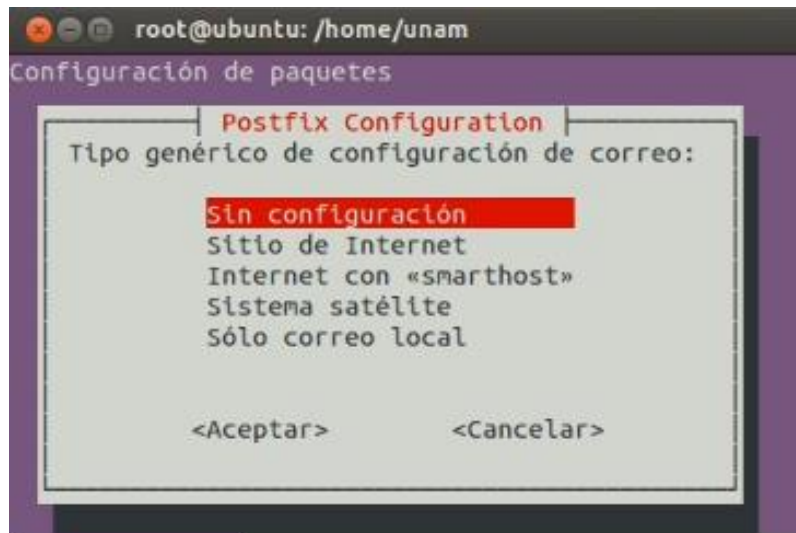 root@ubuntu: /home/unam
Configuración de paquetes
Postfix Configuration
Tipo genérico de configuración de correo:
Sin configuración
Sitio de Internet
Internet con «smarthost»
Sistema satélite
Sólo correo local
<Aceptar> <Cancelar>